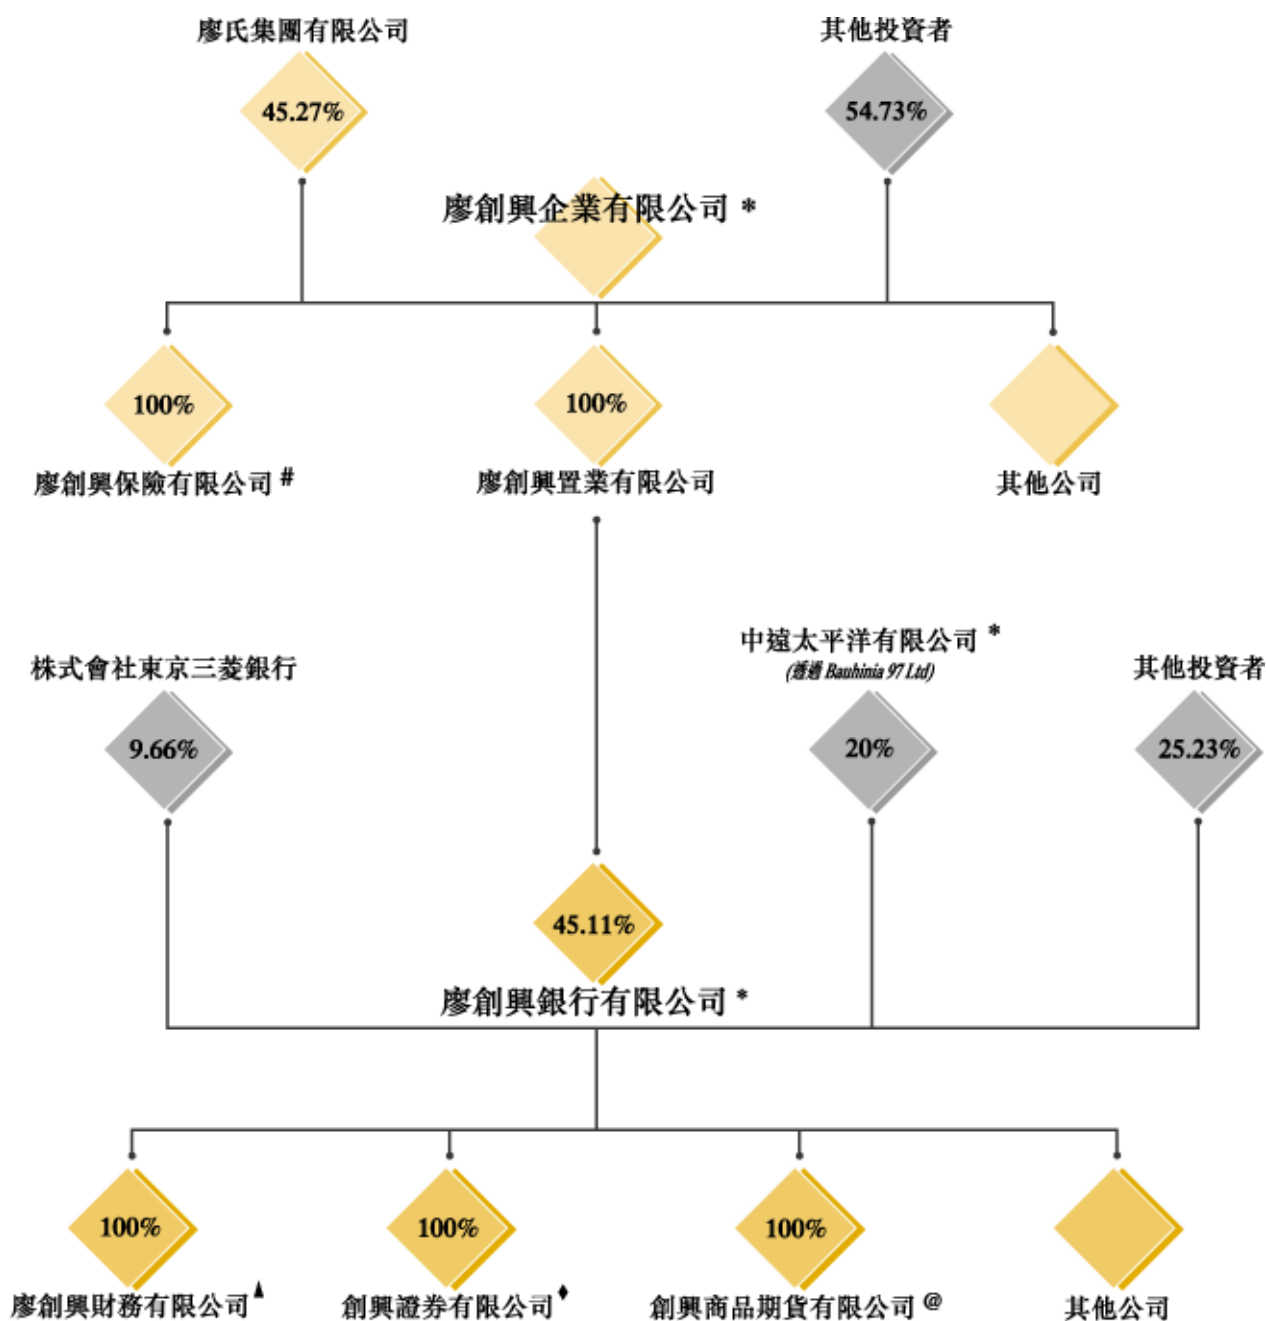 廖氏集團有限公司
其他投資者
45.27%
54.73%
廖創興企業有限公司 *
100%
100%
廖創興保險有限公司 #
廖創興置業有限公司
其他公司
株式會社東京三菱銀行
中遠太平洋有限公司 *
(透過 Bauhinia 97 Ltd)
其他投資者
9.66%
20%
25.23%
45.11%
廖創興銀行有限公司 *
100%
100%
100%
廖創興財務有限公司▲
創興證券有限公司♦
創興商品期貨有限公司 @
其他公司